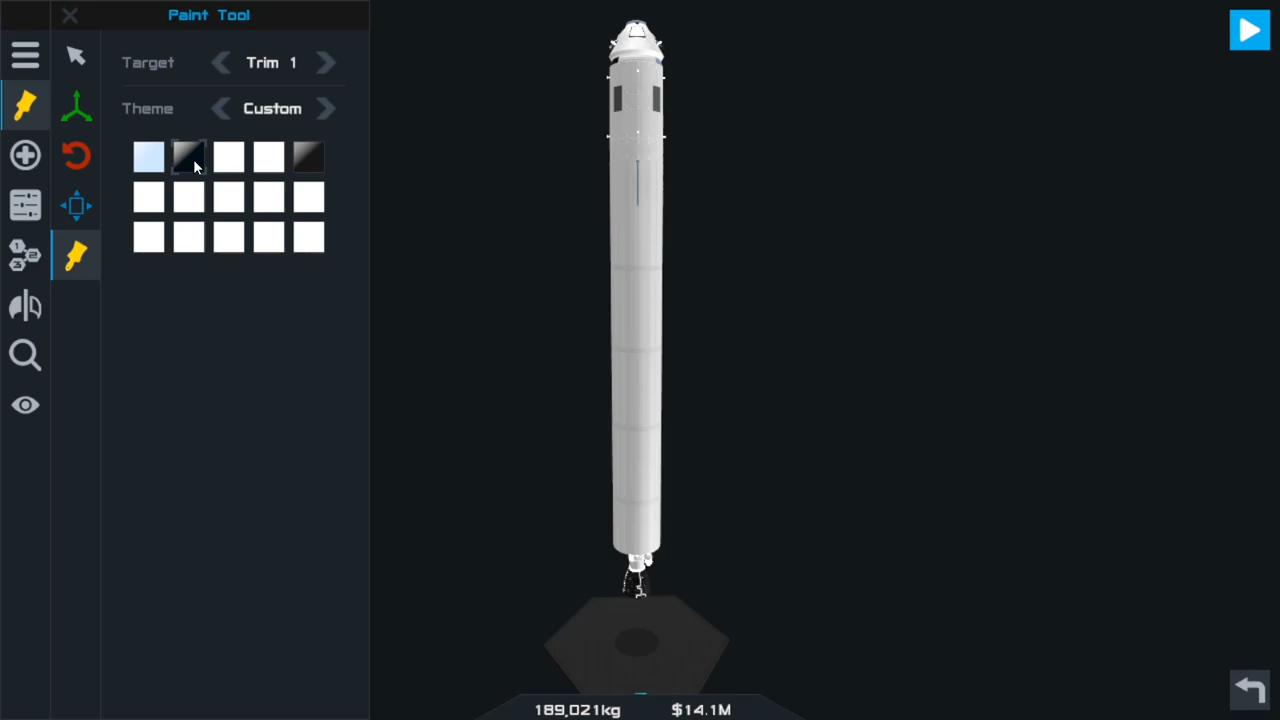 Paint Tool
Target Trim 1
Theme Custom
189,021kg $14.1M